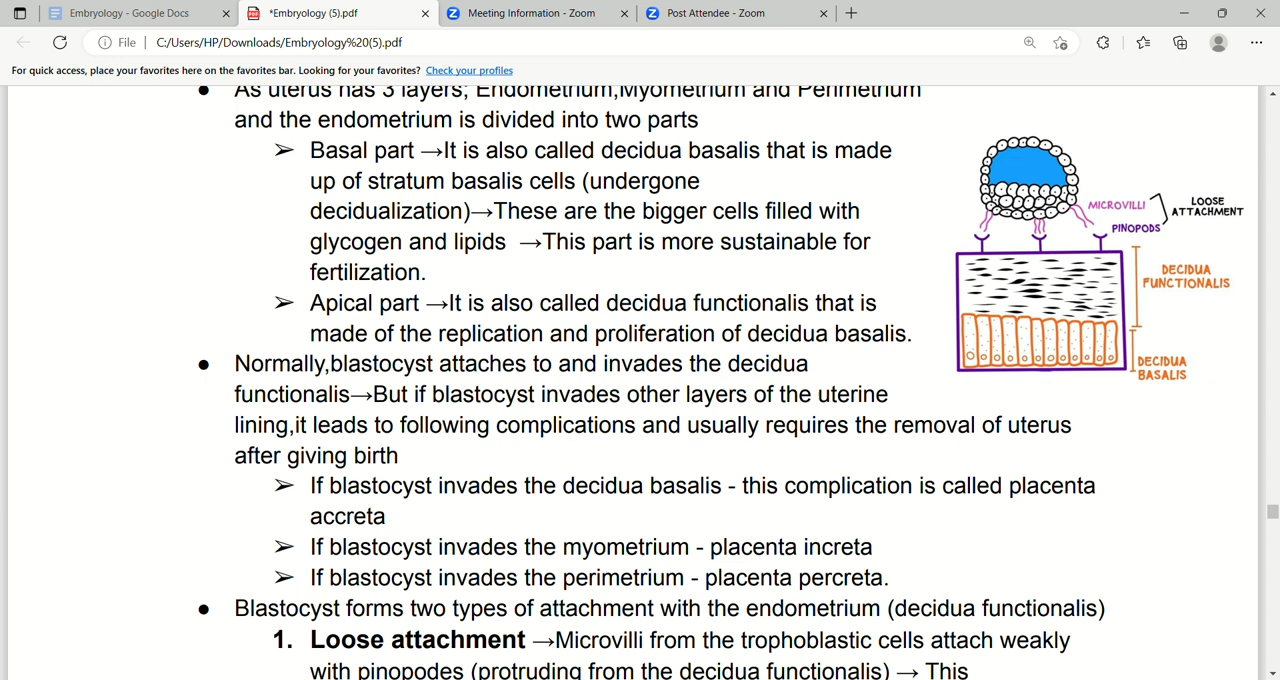 Embryology - Google Docs
*Embryology (5).pdf
Meeting Information - Zoom
Post Attendee - Zoom
File
C:/Users/HP/Downloads/Embryology%20(5).pdf
For quick access, place your favorites here on the favorites bar. Looking for your favorites? Check your profiles
● As uterus has 3 layers; Endometrium,Myometrium and Perimetrium
and the endometrium is divided into two parts
➢ Basal part →It is also called decidua basalis that is made
up of stratum basalis cells (undergone
decidualization)→These are the bigger cells filled with
glycogen and lipids →This part is more sustainable for
fertilization.
➢ Apical part →It is also called decidua functionalis that is
made of the replication and proliferation of decidua basalis.
MICROVILLI
PINOPODS
LOOSE
ATTACHMENT
DECIDUA
FUNCTIONALIS
DECIDUA
BASALIS
● Normally,blastocyst attaches to and invades the decidua
functionalis→But if blastocyst invades other layers of the uterine
lining,it leads to following complications and usually requires the removal of uterus
after giving birth
➢ If blastocyst invades the decidua basalis - this complication is called placenta
accreta
➢ If blastocyst invades the myometrium - placenta increta
➢ If blastocyst invades the perimetrium - placenta percreta.
● Blastocyst forms two types of attachment with the endometrium (decidua functionalis)
1. Loose attachment →Microvilli from the trophoblastic cells attach weakly
with pinopodes (protruding from the decidua functionalis) → This